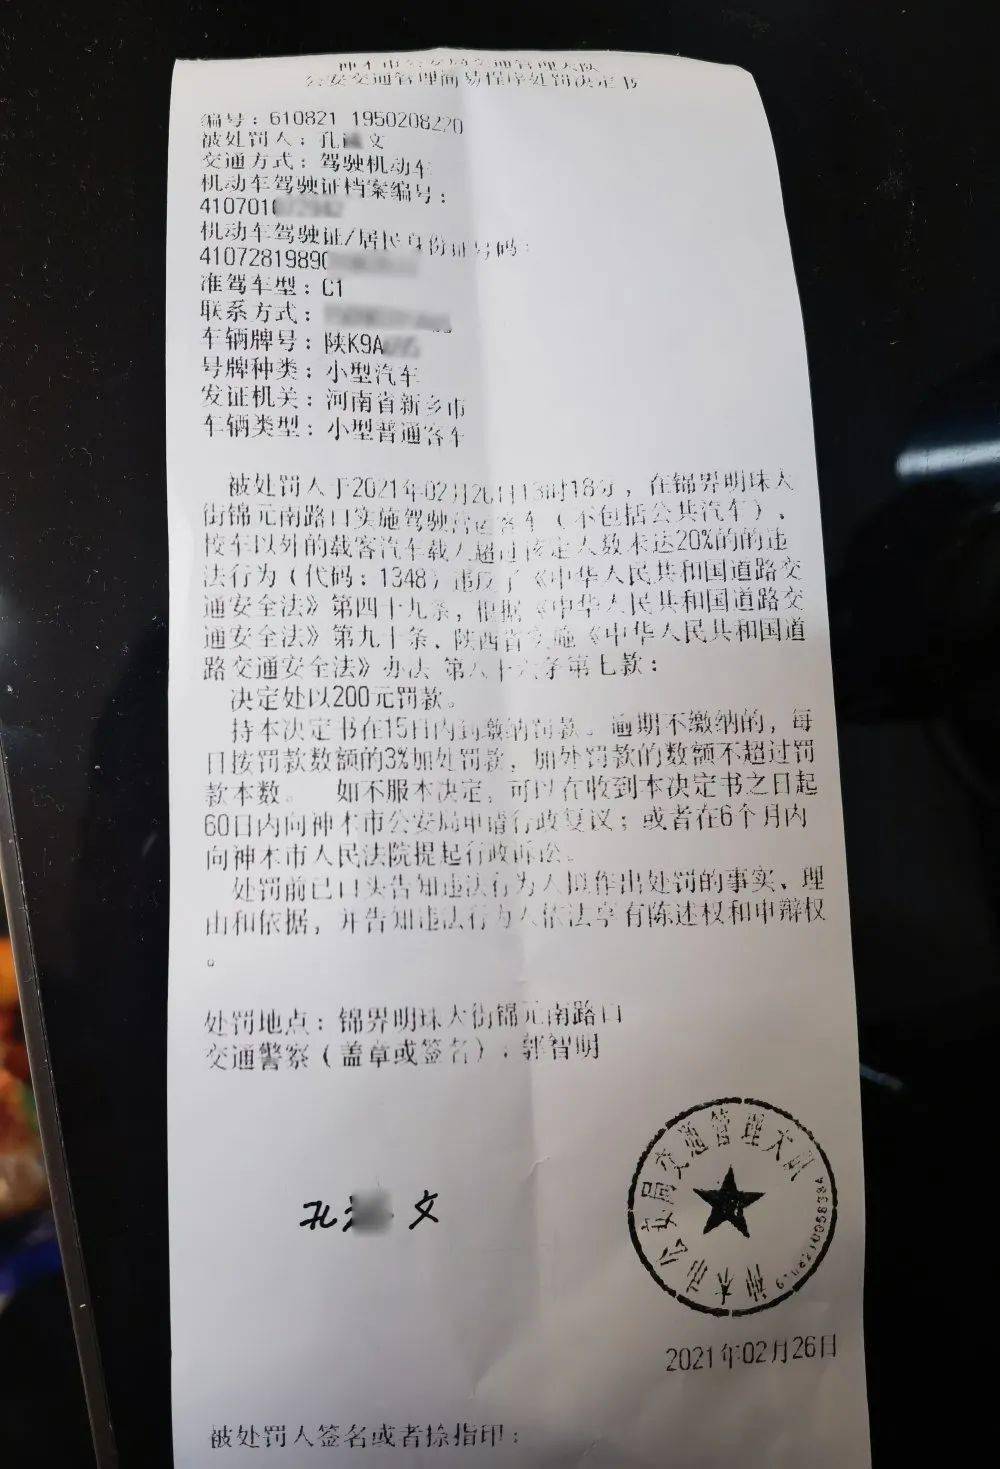 神木市公安局交通管理大队
公安交通管理简易程序处罚决定书
编号：610821 1950208220
被处罚人：孔 文
交通方式：驾驶机动车
机动车驾驶证档案编号：
410701
机动车驾驶证/居民身份证号码：
4107281989
准驾车型：C1
联系方式：
车辆牌号：陕K9A
号牌种类：小型汽车
发证机关：河南省新乡市
车辆类型：小型普通客车
被处罚人于2021年02月26日13时18分，在锦界明珠大
街锦元南路口实施驾驶营运客车（不包括公共汽车）、
校车以外的载客汽车载人超过核定人数未达20%的的违
法行为（代码：1348）违反了《中华人民共和国道路交
通安全法》第四十九条，根据《中华人民共和国道路交
通安全法》第九十条、陕西省实施《中华人民共和国道
路交通安全法》办法 第八十六条第七款：
决定处以200元罚款。
持本决定书在15日内到缴纳罚款。逾期不缴纳的，每
日按罚款数额的3%加处罚款，加处罚款的数额不超过罚
款本数。 如不服本决定，可以在收到本决定书之日起
60日内向神木市公安局申请行政复议；或者在6个月内
向神木市人民法院提起行政诉讼。
处罚前已口头告知违法行为人拟作出处罚的事实、理
由和依据，并告知违法行为人依法享有陈述权和申辩权
。
处罚地点：锦界明珠大街锦元南路口
交通警察（盖章或签名）：郭智明
孔 文
神木市公安局交通管理大队
2021年02月26日
被处罚人签名或者捺指印：